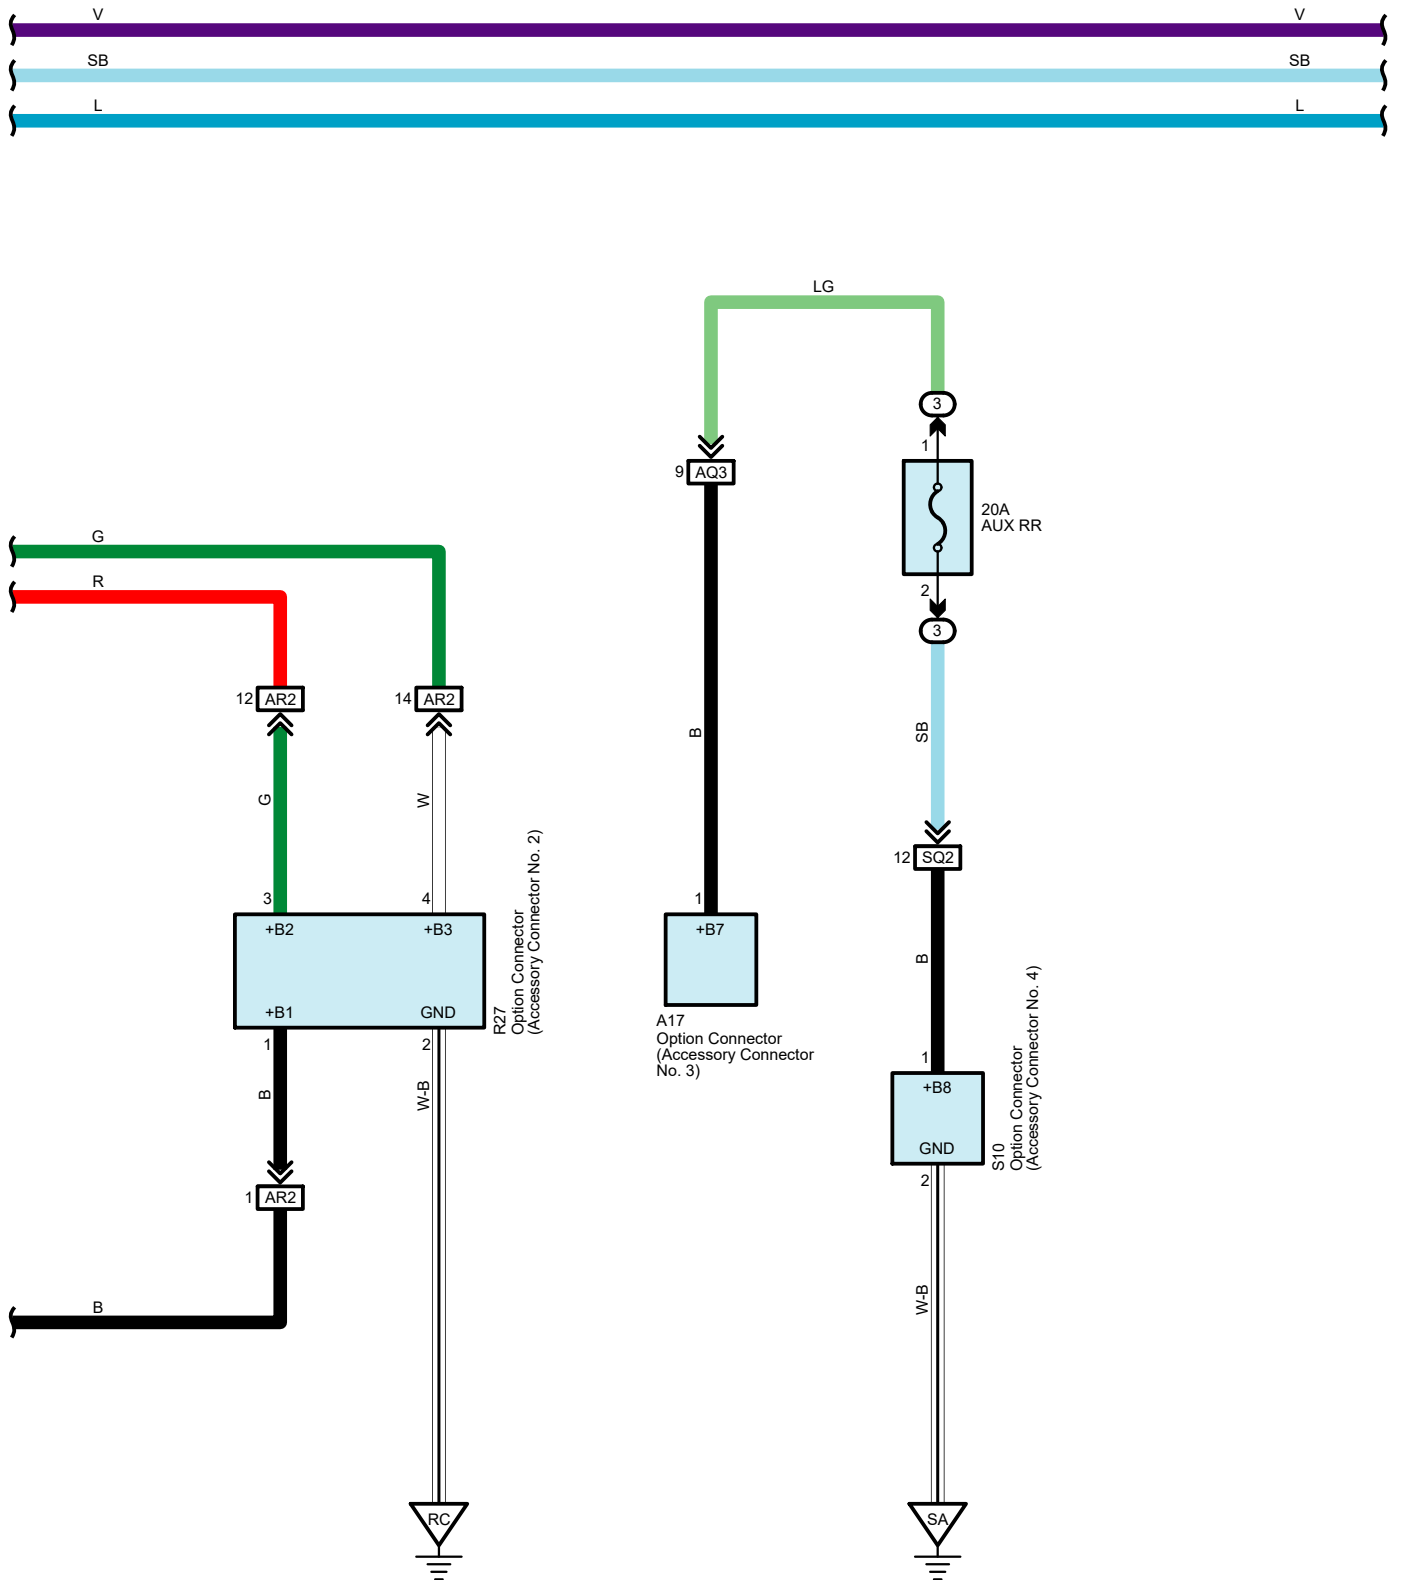 V
V
SB
SB
L
L
LG
3
1
9
AQ3
20A
AUX RR
G
R
2
3
12
AR2
14
AR2
B
SB
G
W
12
SQ2
3
4
1
+B2
+B3
+B7
R27
Option Connector
(Accessory Connector No. 2)
B
+B1
GND
A17
Option Connector
(Accessory Connector
No. 3)
1
2
1
B
W-B
+B8
GND
S10
Option Connector
(Accessory Connector No. 4)
2
1
AR2
B
W-B
RC
SA